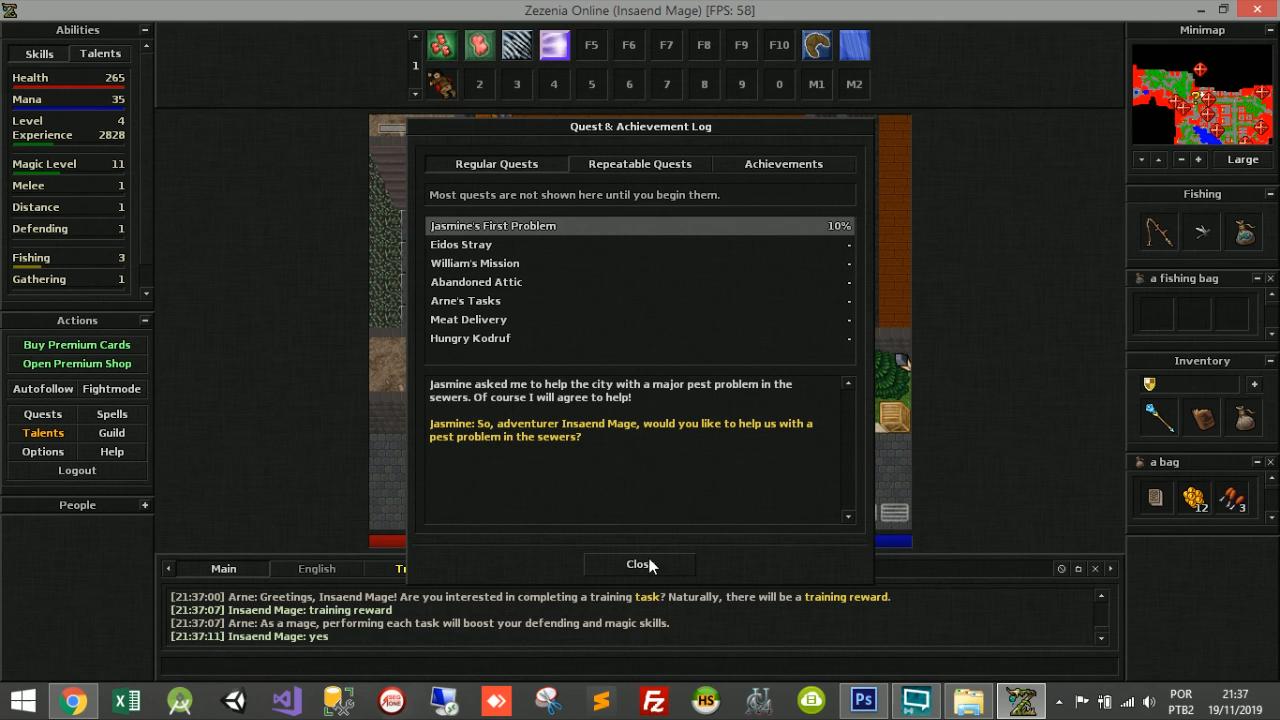 Zezenia Online (Insaend Mage) [FPS: 58]
Abilities
Skills Talents
Health 265
Mana 35
Level 4
Experience 2828
Magic Level 11
Melee 1
Distance 1
Defending 1
Fishing 3
Gathering 1
Actions
Buy Premium Cards
Open Premium Shop
Autofollow Fightmode
Quests Spells
Talents Guild
Options Help
Logout
People
1
F5 F6 F7 F8 F9 F10
2 3 4 5 6 7 8 9 0 M1 M2
Quest & Achievement Log
Regular Quests Repeatable Quests Achievements
Most quests are not shown here until you begin them.
Jasmine's First Problem 10%
Eidos Stray -
William's Mission -
Abandoned Attic -
Arne's Tasks -
Meat Delivery -
Hungry Kodruf -
Jasmine asked me to help the city with a major pest problem in the
sewers. Of course I will agree to help!
Jasmine: So, adventurer Insaend Mage, would you like to help us with a
pest problem in the sewers?
Clos
Main English Tr
[21:37:00] Arne: Greetings, Insaend Mage! Are you interested in completing a training task? Naturally, there will be a training reward.
[21:37:07] Insaend Mage: training reward
[21:37:07] Arne: As a mage, performing each task will boost your defending and magic skills.
[21:37:11] Insaend Mage: yes
Minimap
Large
Fishing
a fishing bag
Inventory
a bag
12 3
Ps
POR
PTB2
21:37
19/11/2019